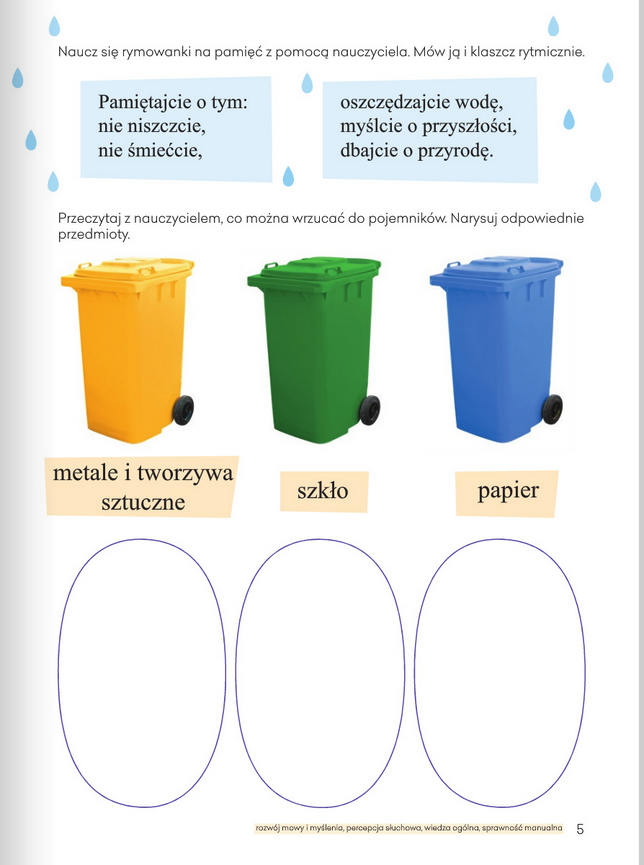 Naucz się rymowanki na pamięć z pomocą nauczyciela. Mów ją i klaszcz rytmicznie.
Pamiętajcie o tym:
nie niszczcie,
nie śmiećcie,
oszczędzajcie wodę,
myślcie o przyszłości,
dbajcie o przyrodę.
Przeczytaj z nauczycielem, co można wrzucać do pojemników. Narysuj odpowiednie
przedmioty.
metale i tworzywa
sztuczne
szkło
papier
rozwój mowy i myślenia, percepcja słuchowa, wiedza ogólna, sprawność manualna
5